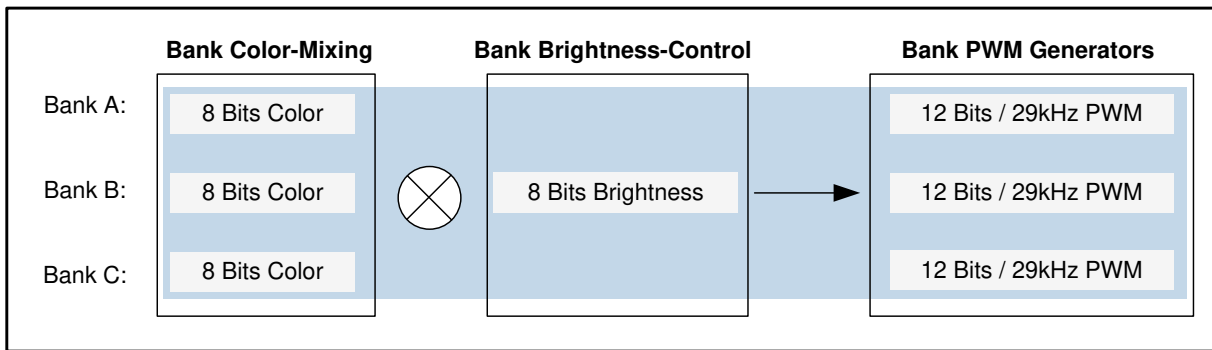 Bank Color-Mixing Bank Brightness-Control Bank PWM Generators
Bank A: 8 Bits Color 12 Bits / 29kHz PWM
Bank B: 8 Bits Color 8 Bits Brightness 12 Bits / 29kHz PWM
Bank C: 8 Bits Color 12 Bits / 29kHz PWM